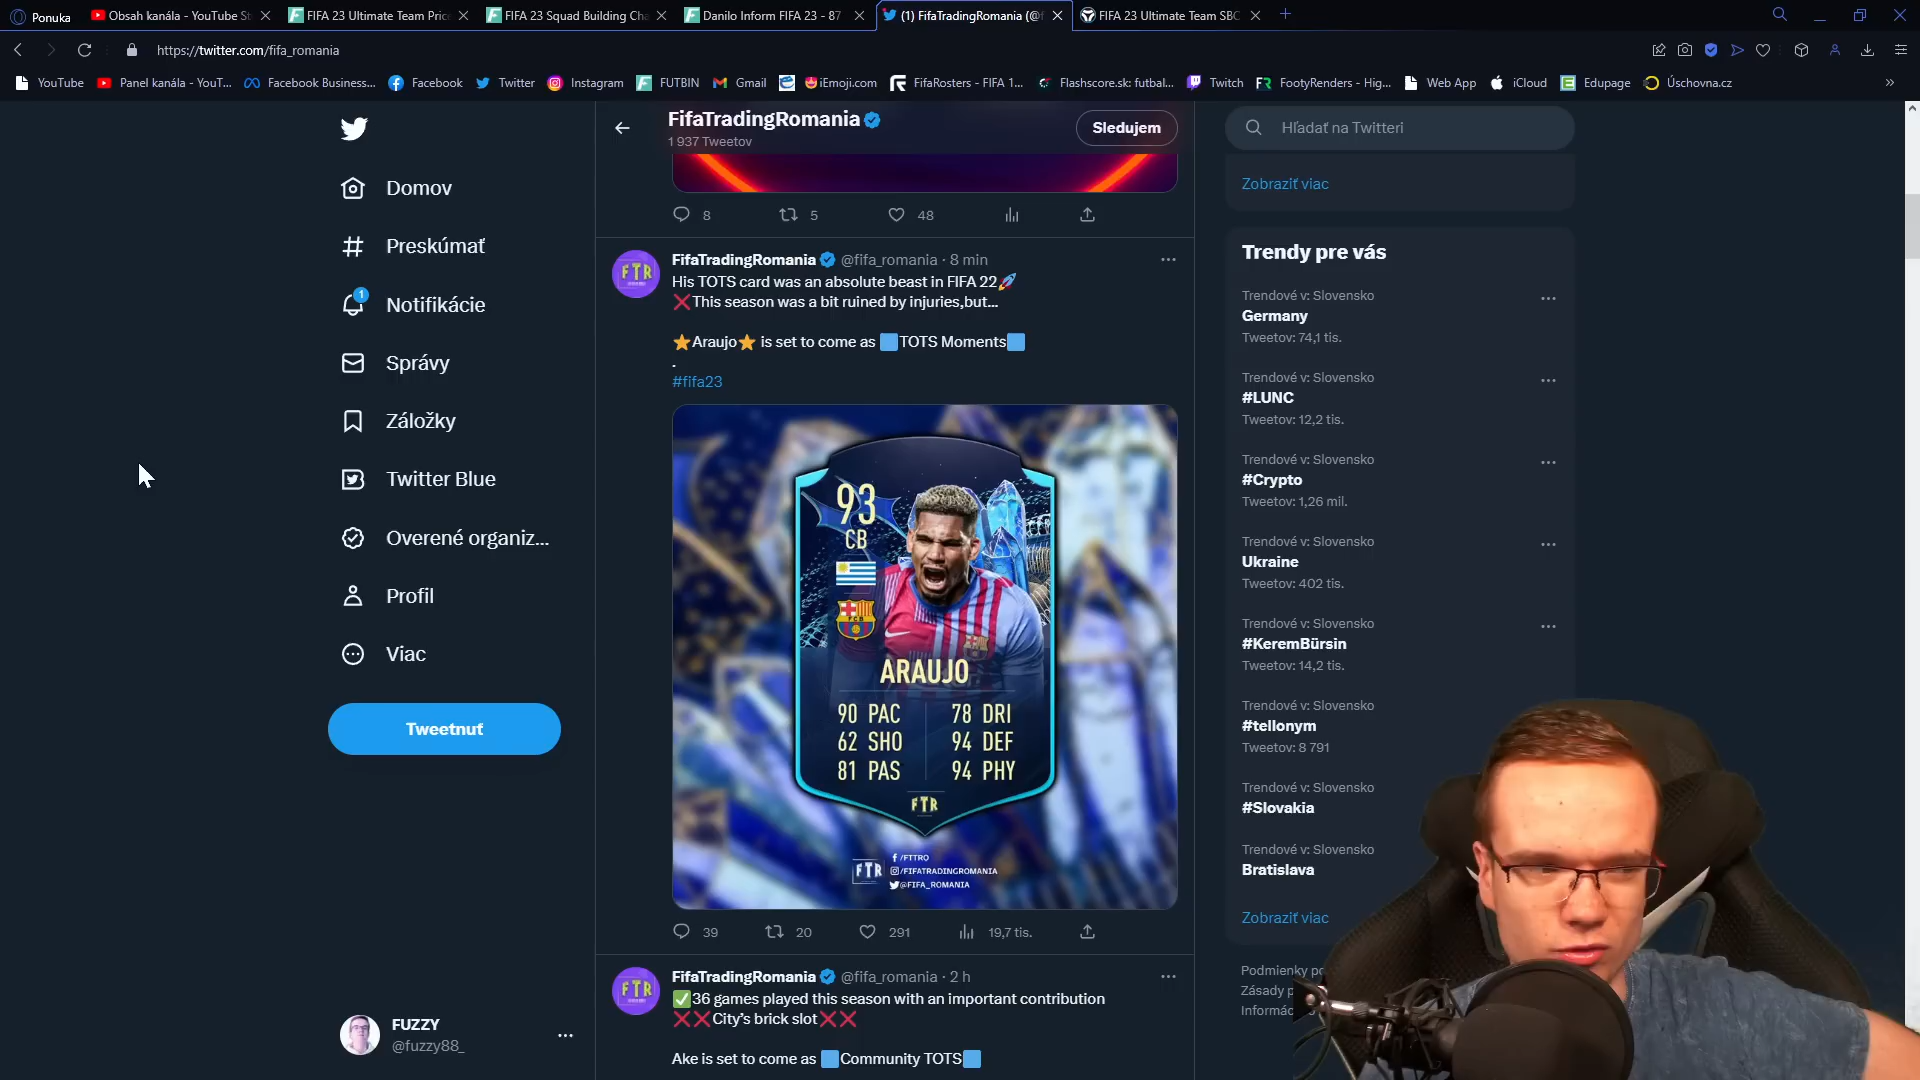 Ponuka
Obsah kanála - YouTube St
FIFA 23 Ultimate Team Price
FIFA 23 Squad Building Cha
Danilo Inform FIFA 23 - 87
(1) FifaTradingRomania (@f
FIFA 23 Ultimate Team SBC
https://twitter.com/fifa_romania
YouTube
Panel kanála - YouT...
Facebook Business...
Facebook
Twitter
Instagram
FUTBIN
Gmail
iEmoji.com
FifaRosters - FIFA 1...
Flashscore.sk: futbal...
Twitch
FootyRenders - Hig...
Web App
iCloud
Edupage
Úschovna.cz
Domov
Preskúmať
1
Notifikácie
Správy
Záložky
Twitter Blue
Overené organiz...
Profil
Viac
Tweetnuť
FUZZY
@fuzzy88_
FifaTradingRomania
1 937 Tweetov
Sledujem
8
5
48
FTR
FifaTradingRomania @fifa_romania · 8 min
His TOTS card was an absolute beast in FIFA 22🚀
❌This season was a bit ruined by injuries,but...
⭐Araujo⭐ is set to come as 🟦TOTS Moments🟦
.
#fifa23
93
CB
FCB
ARAUJO
90 PAC 78 DRI
62 SHO 94 DEF
81 PAS 94 PHY
FTR
FTR
/FTTRO
/FIFATRADINGROMANIA
@FIFA_ROMANIA
39
20
291
19,7 tis.
FTR
FifaTradingRomania @fifa_romania · 2 h
✅36 games played this season with an important contribution
❌❌City's brick slot❌❌
Ake is set to come as 🟦Community TOTS🟦
Hľadať na Twitteri
Zobraziť viac
Trendy pre vás
Trendové v: Slovensko
Germany
Tweetov: 74,1 tis.
Trendové v: Slovensko
#LUNC
Tweetov: 12,2 tis.
Trendové v: Slovensko
#Crypto
Tweetov: 1,26 mil.
Trendové v: Slovensko
Ukraine
Tweetov: 402 tis.
Trendové v: Slovensko
#KeremBürsin
Tweetov: 14,2 tis.
Trendové v: Slovensko
#tellonym
Tweetov: 8 791
Trendové v: Slovensko
#Slovakia
Trendové v: Slovensko
Bratislava
Zobraziť viac
Podmienky po
Zásady p
Informác